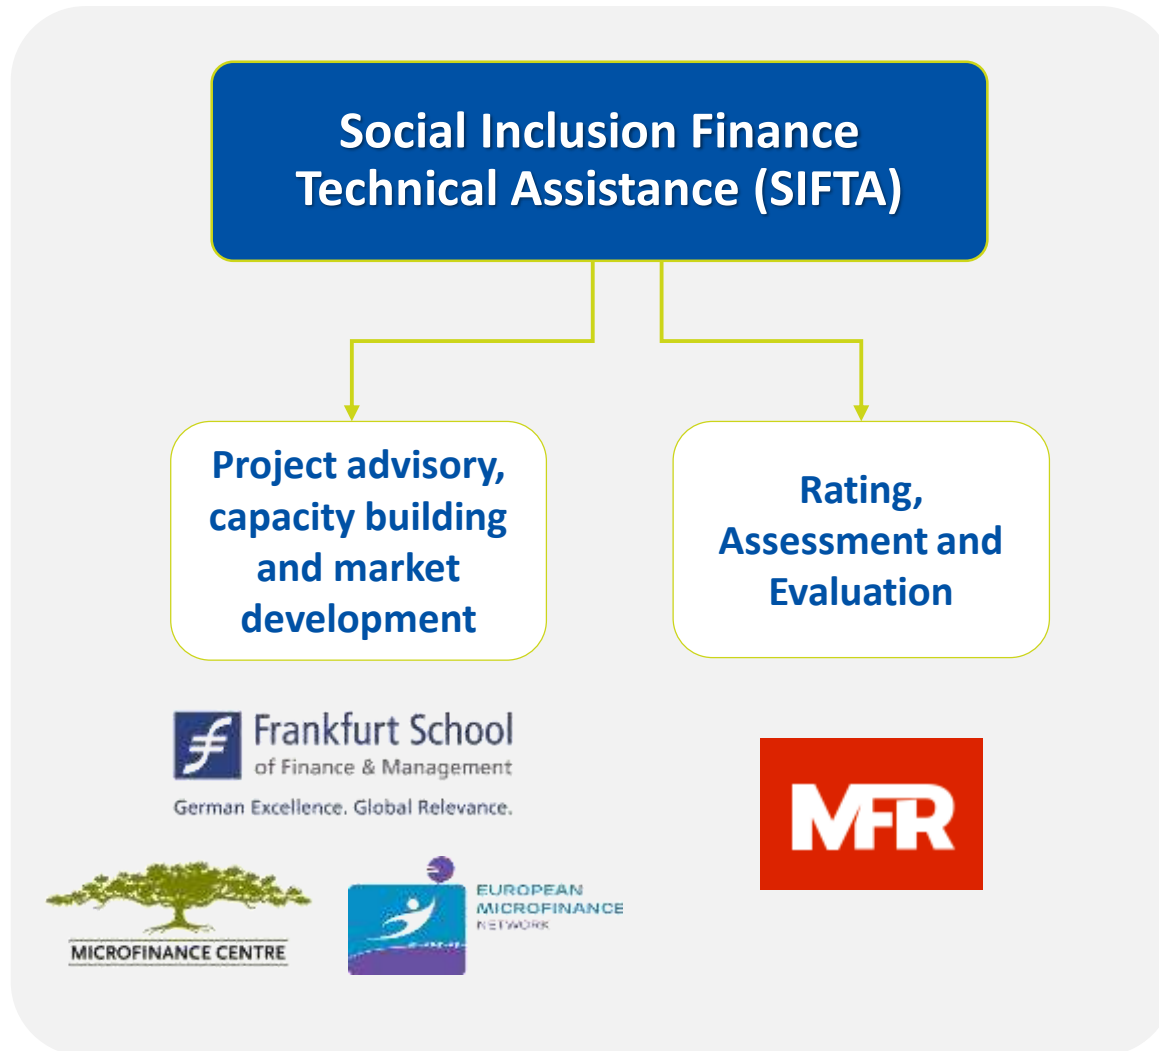 Social Inclusion Finance
Technical Assistance (SIFTA)
Project advisory,
capacity building
and market
development
Rating,
Assessment and
Evaluation
Frankfurt School
of Finance & Management
German Excellence. Global Relevance.
MFR
MICROFINANCE CENTRE
EUROPEAN
MICROFINANCE
NETWORK